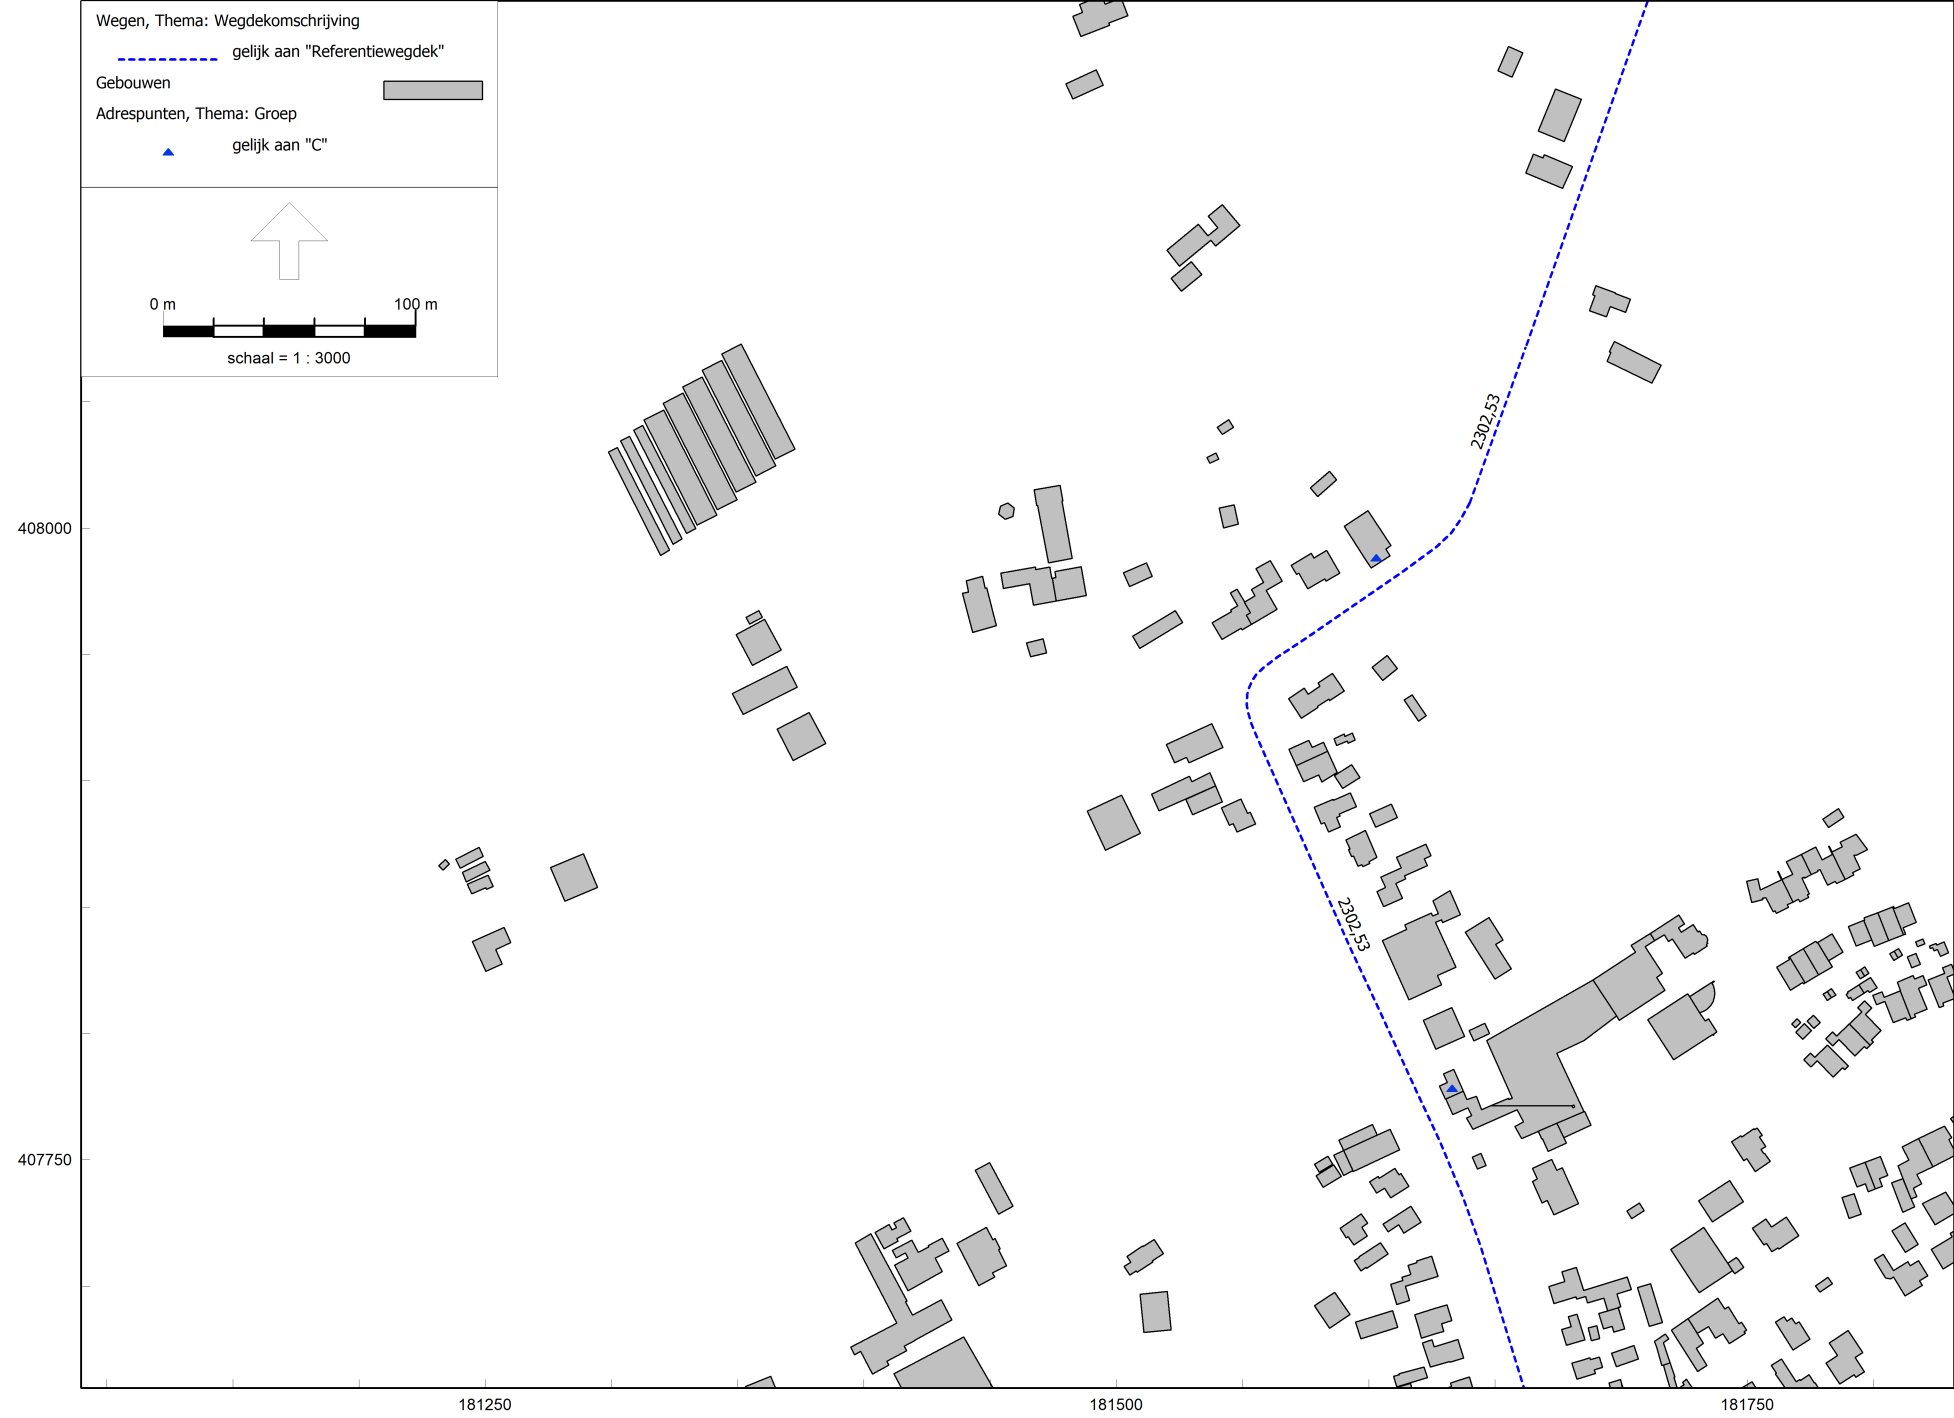 Wegen, Thema: Wegdekomschrijving
gelijk aan "Referentiewegdek"
Gebouwen
Adrespunten, Thema: Groep
gelijk aan "C"
0 m 100 m
schaal = 1 : 3000
2302,53
408000
2302,53
407750
181250 181500 181750